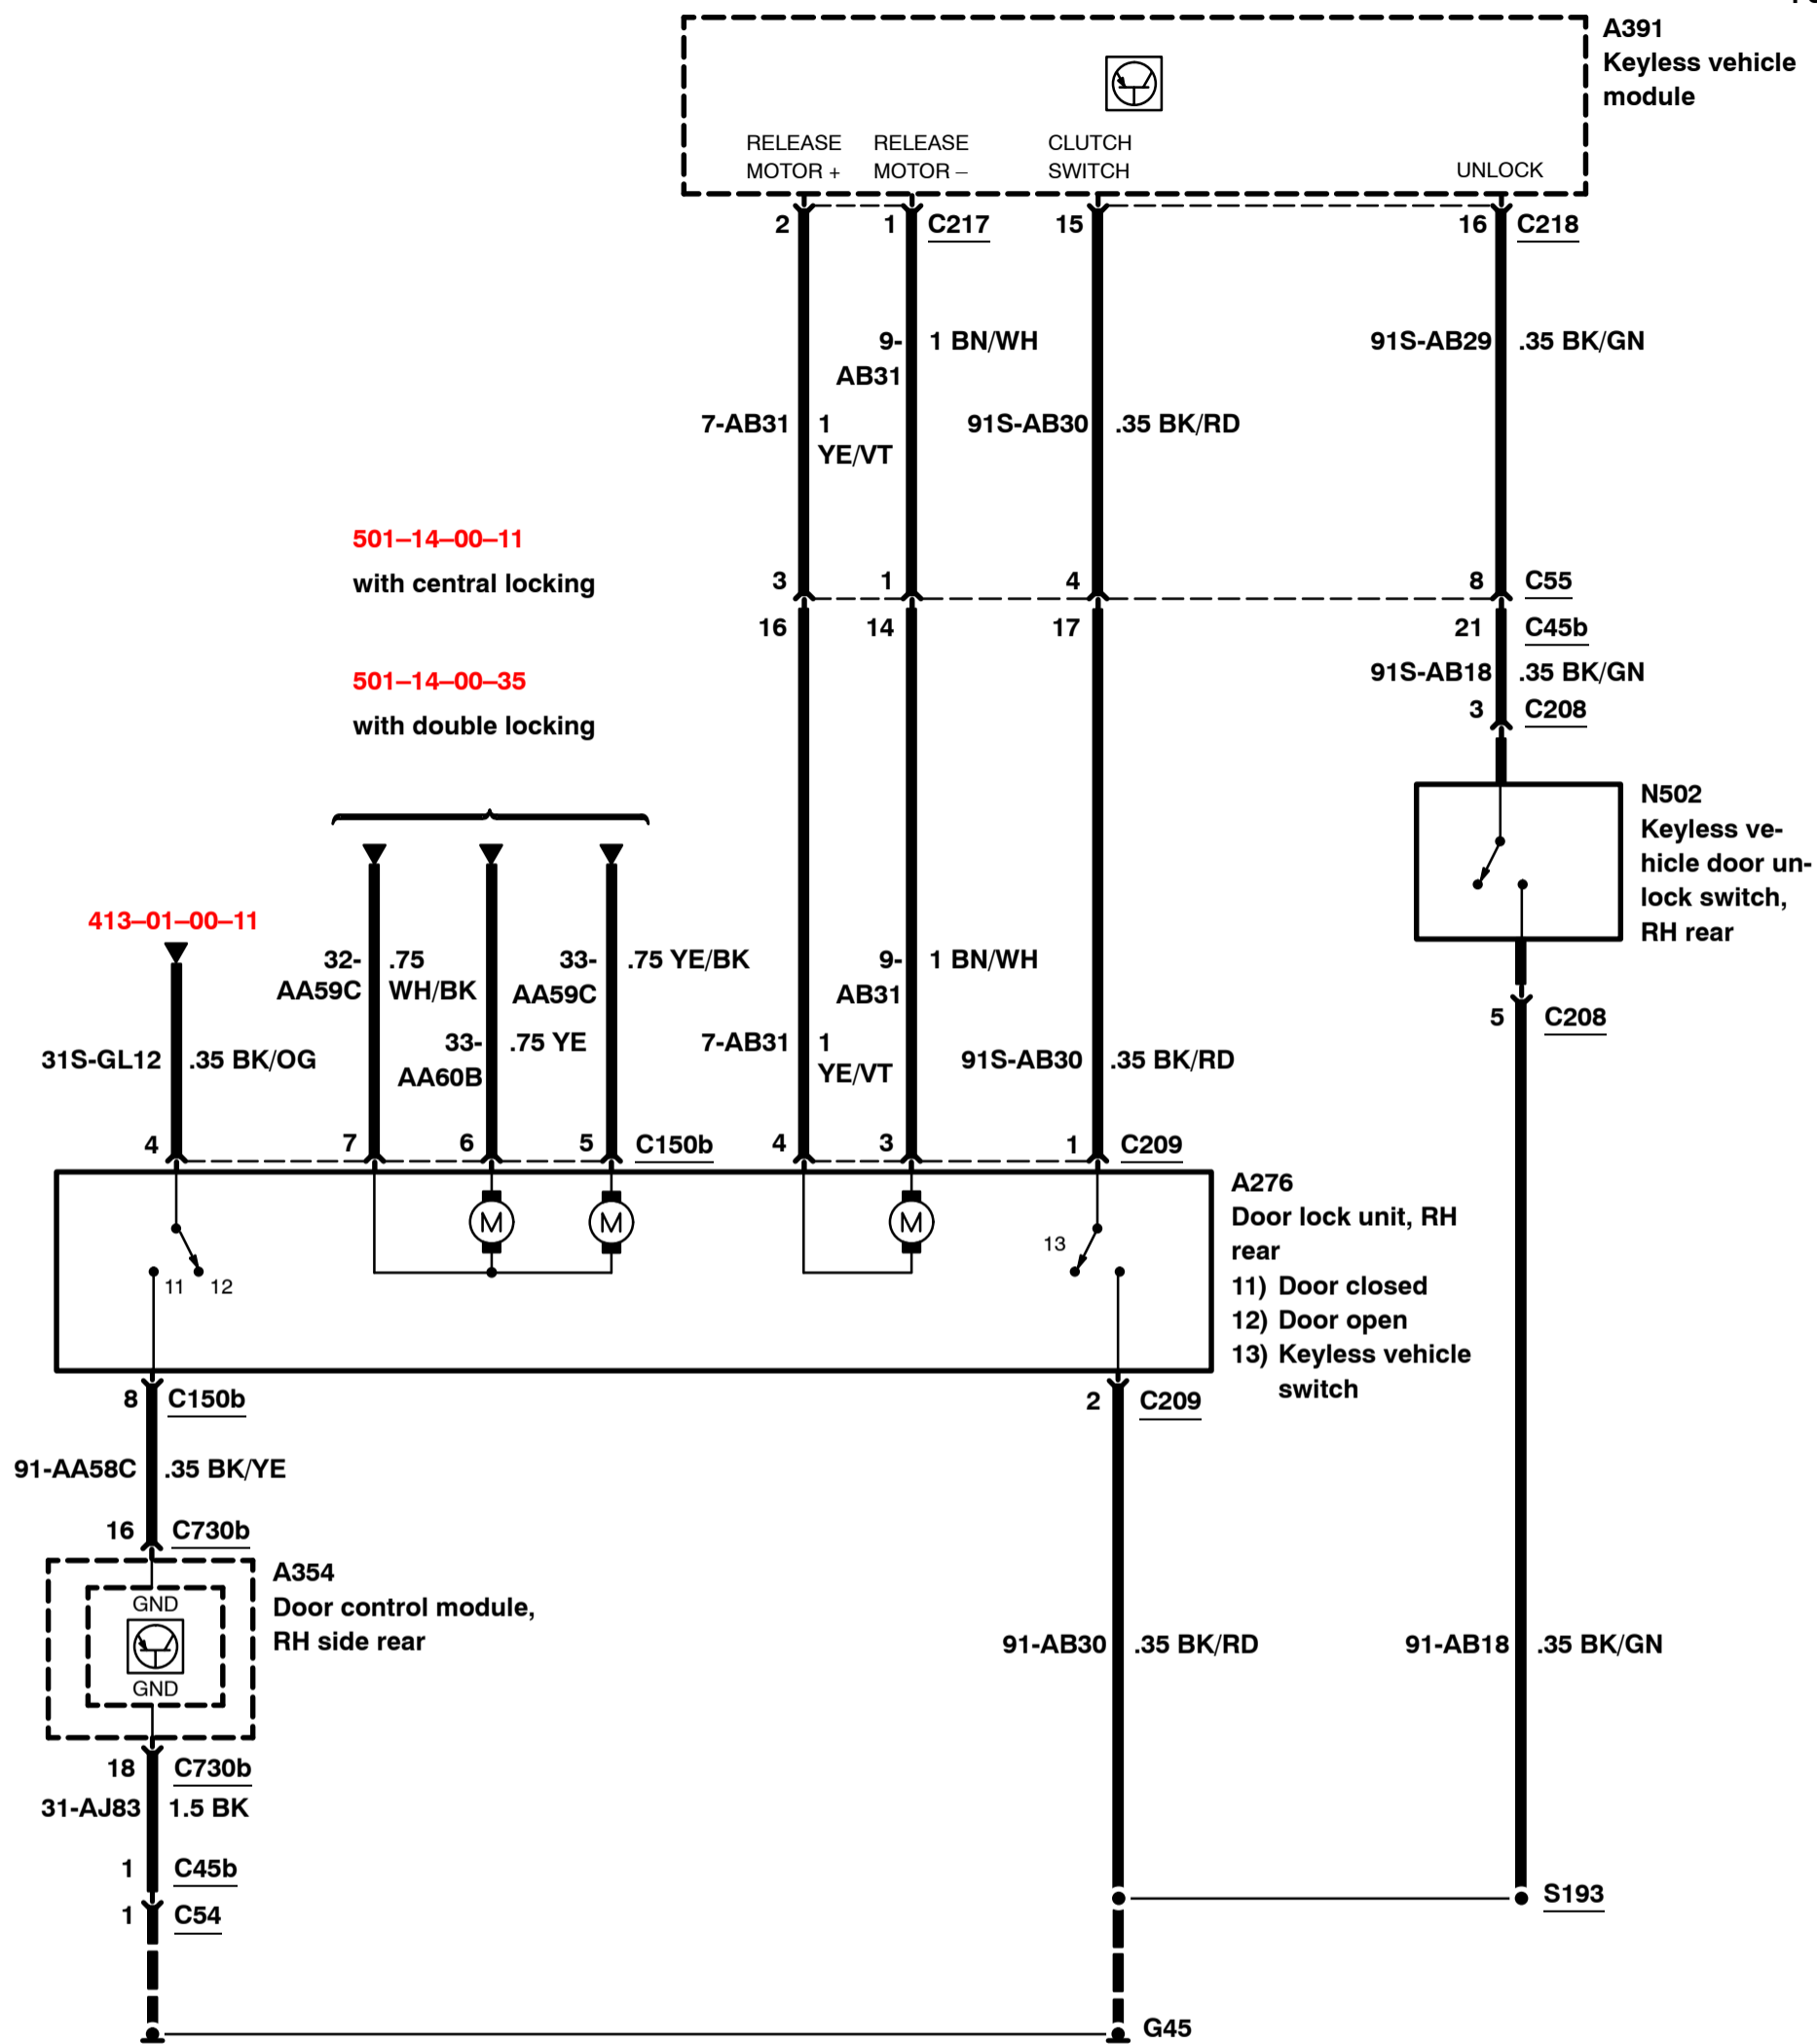 A391
Keyless vehicle
module
RELEASE
MOTOR +
RELEASE
MOTOR –
CLUTCH
SWITCH
UNLOCK
2
1
C217
15
16
C218
9-
AB31
1 BN/WH
91S-AB29
.35 BK/GN
7-AB31
1
YE/VT
91S-AB30
.35 BK/RD
501–14–00–11
with central locking
3
1
4
8
C55
16
14
17
21
C45b
91S-AB18
.35 BK/GN
501–14–00–35
with double locking
3
C208
N502
Keyless ve-
hicle door un-
lock switch,
RH rear
413–01–00–11
32-
AA59C
.75
WH/BK
33-
AA59C
.75 YE/BK
9-
AB31
1 BN/WH
5
C208
31S-GL12
.35 BK/OG
33-
AA60B
.75 YE
7-AB31
1
YE/VT
91S-AB30
.35 BK/RD
4
7
6
5
C150b
4
3
1
C209
M
M
M
13
11
12
A276
Door lock unit, RH
rear
11) Door closed
12) Door open
13) Keyless vehicle
switch
8
C150b
2
C209
91-AA58C
.35 BK/YE
16
C730b
A354
Door control module,
RH side rear
GND
GND
91-AB30
.35 BK/RD
91-AB18
.35 BK/GN
18
C730b
31-AJ83
1.5 BK
1
C45b
1
C54
S193
G45